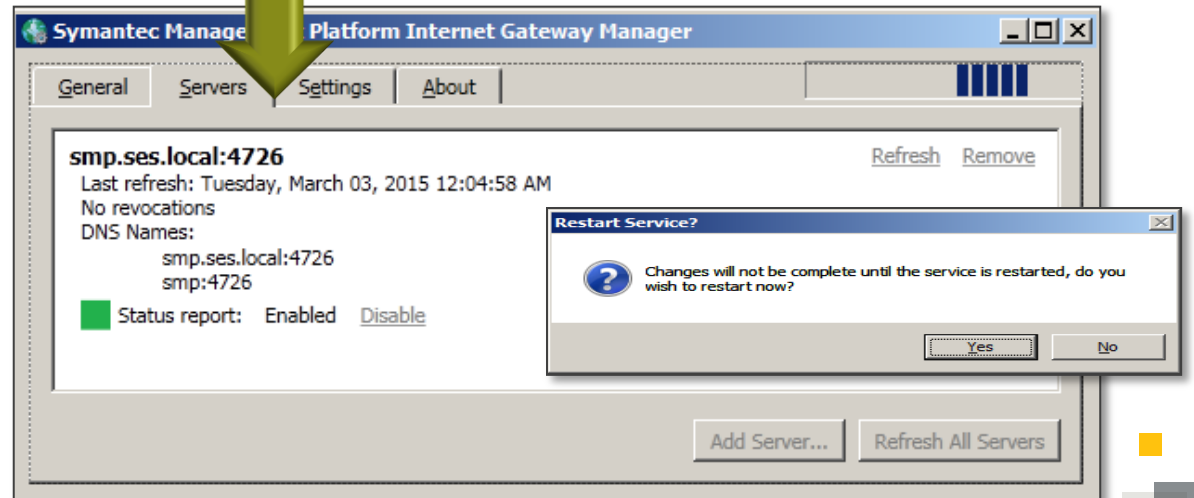 Symantec Manage Platform Internet Gateway Manager
General Servers Settings About
smp.ses.local:4726
Refresh Remove
Last refresh: Tuesday, March 03, 2015 12:04:58 AM
No revocations
DNS Names:
smp.ses.local:4726
smp:4726
Status report: Enabled Disable
Restart Service?
Changes will not be complete until the service is restarted, do you
wish to restart now?
Yes No
Add Server... Refresh All Servers